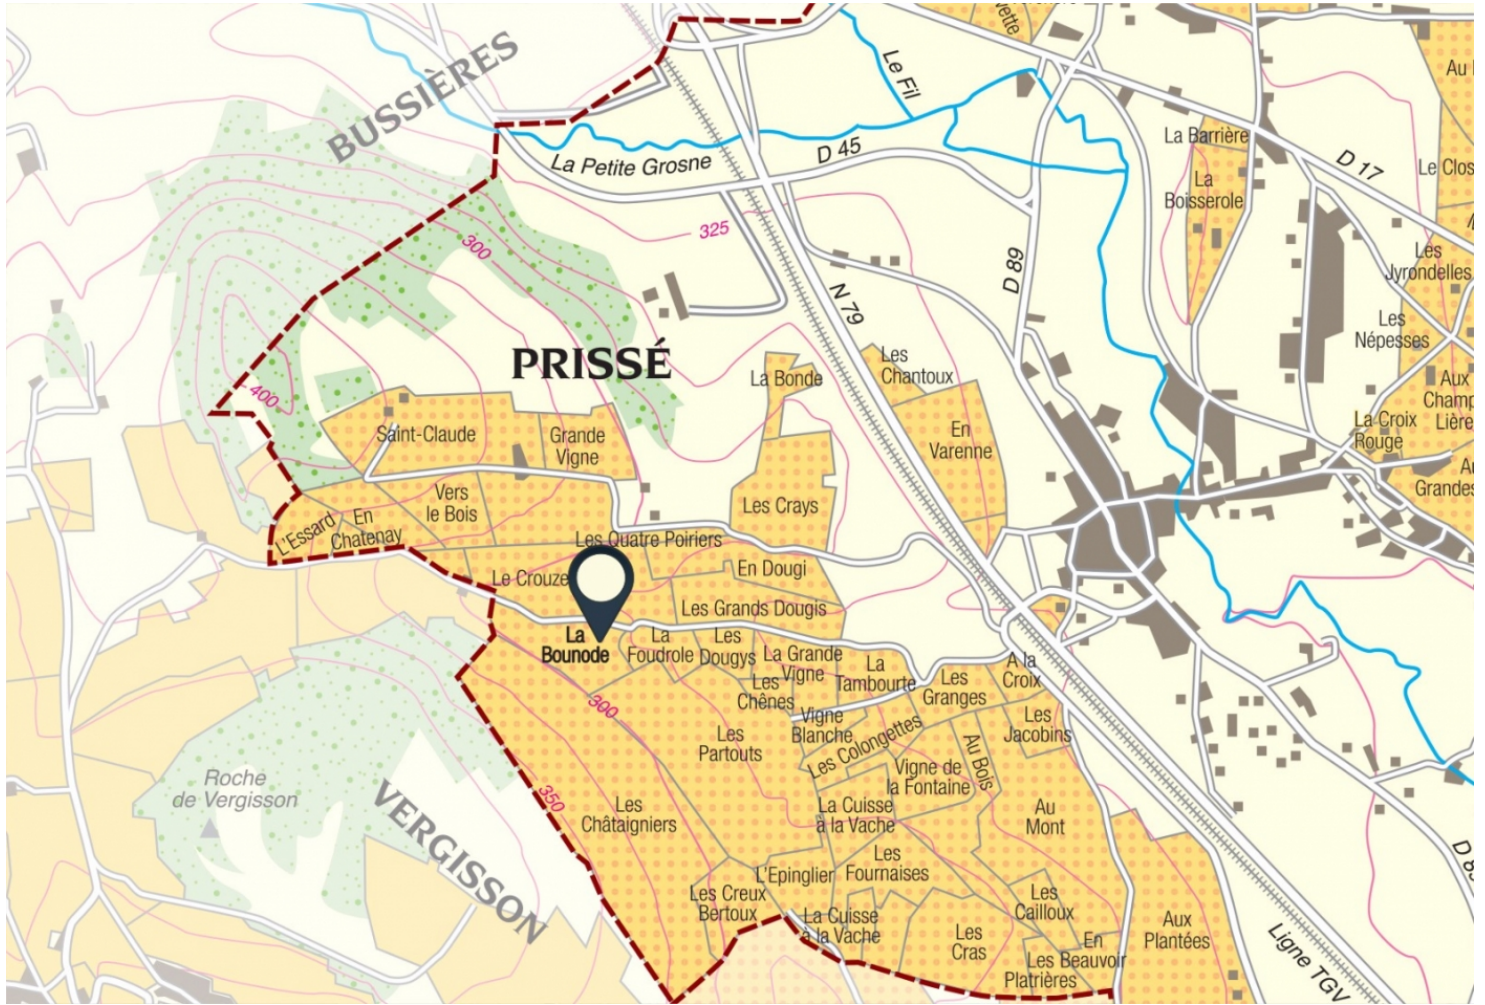 BUSSIÈRES
Le Fil
La Petite Grosne
D 45
La Barrière
D 17
Le Clos
La
Boisserole
325
300
D 89
Les
Jyrondelles
N 79
Les
Népesses
PRISSÉ
Les
Chantoux
La Bonde
400
Aux
Champ
Lière
La Croix
Rouge
Saint-Claude
Grande
Vigne
En
Varenne
Grandes
Vers
le Bois
Les Crays
L'Essard
En
Chatenay
Les Quatre Poiriers
Le Crouze
En Dougi
Les Grands Dougis
La
Bounode
La
Foudrole
Les
Dougys
La Grande
Vigne
La
Tambourte
Les
Granges
A la
Croix
Les
Chênes
300
Vigne
Blanche
Les Colongettes
Les
Jacobins
Les
Partouts
Au Bois
Vigne de
la Fontaine
Roche
de Vergisson
VERGISSON
350
Les
Châtaigniers
La Cuisse
à la Vache
Au
Mont
L'Epinglier
Les
Fournaises
Les Creux
Bertoux
La Cuisse
à la Vache
Les
Cailloux
Les
Cras
Aux
Plantées
En
Les Beauvoir
Platrières
Ligne TGV